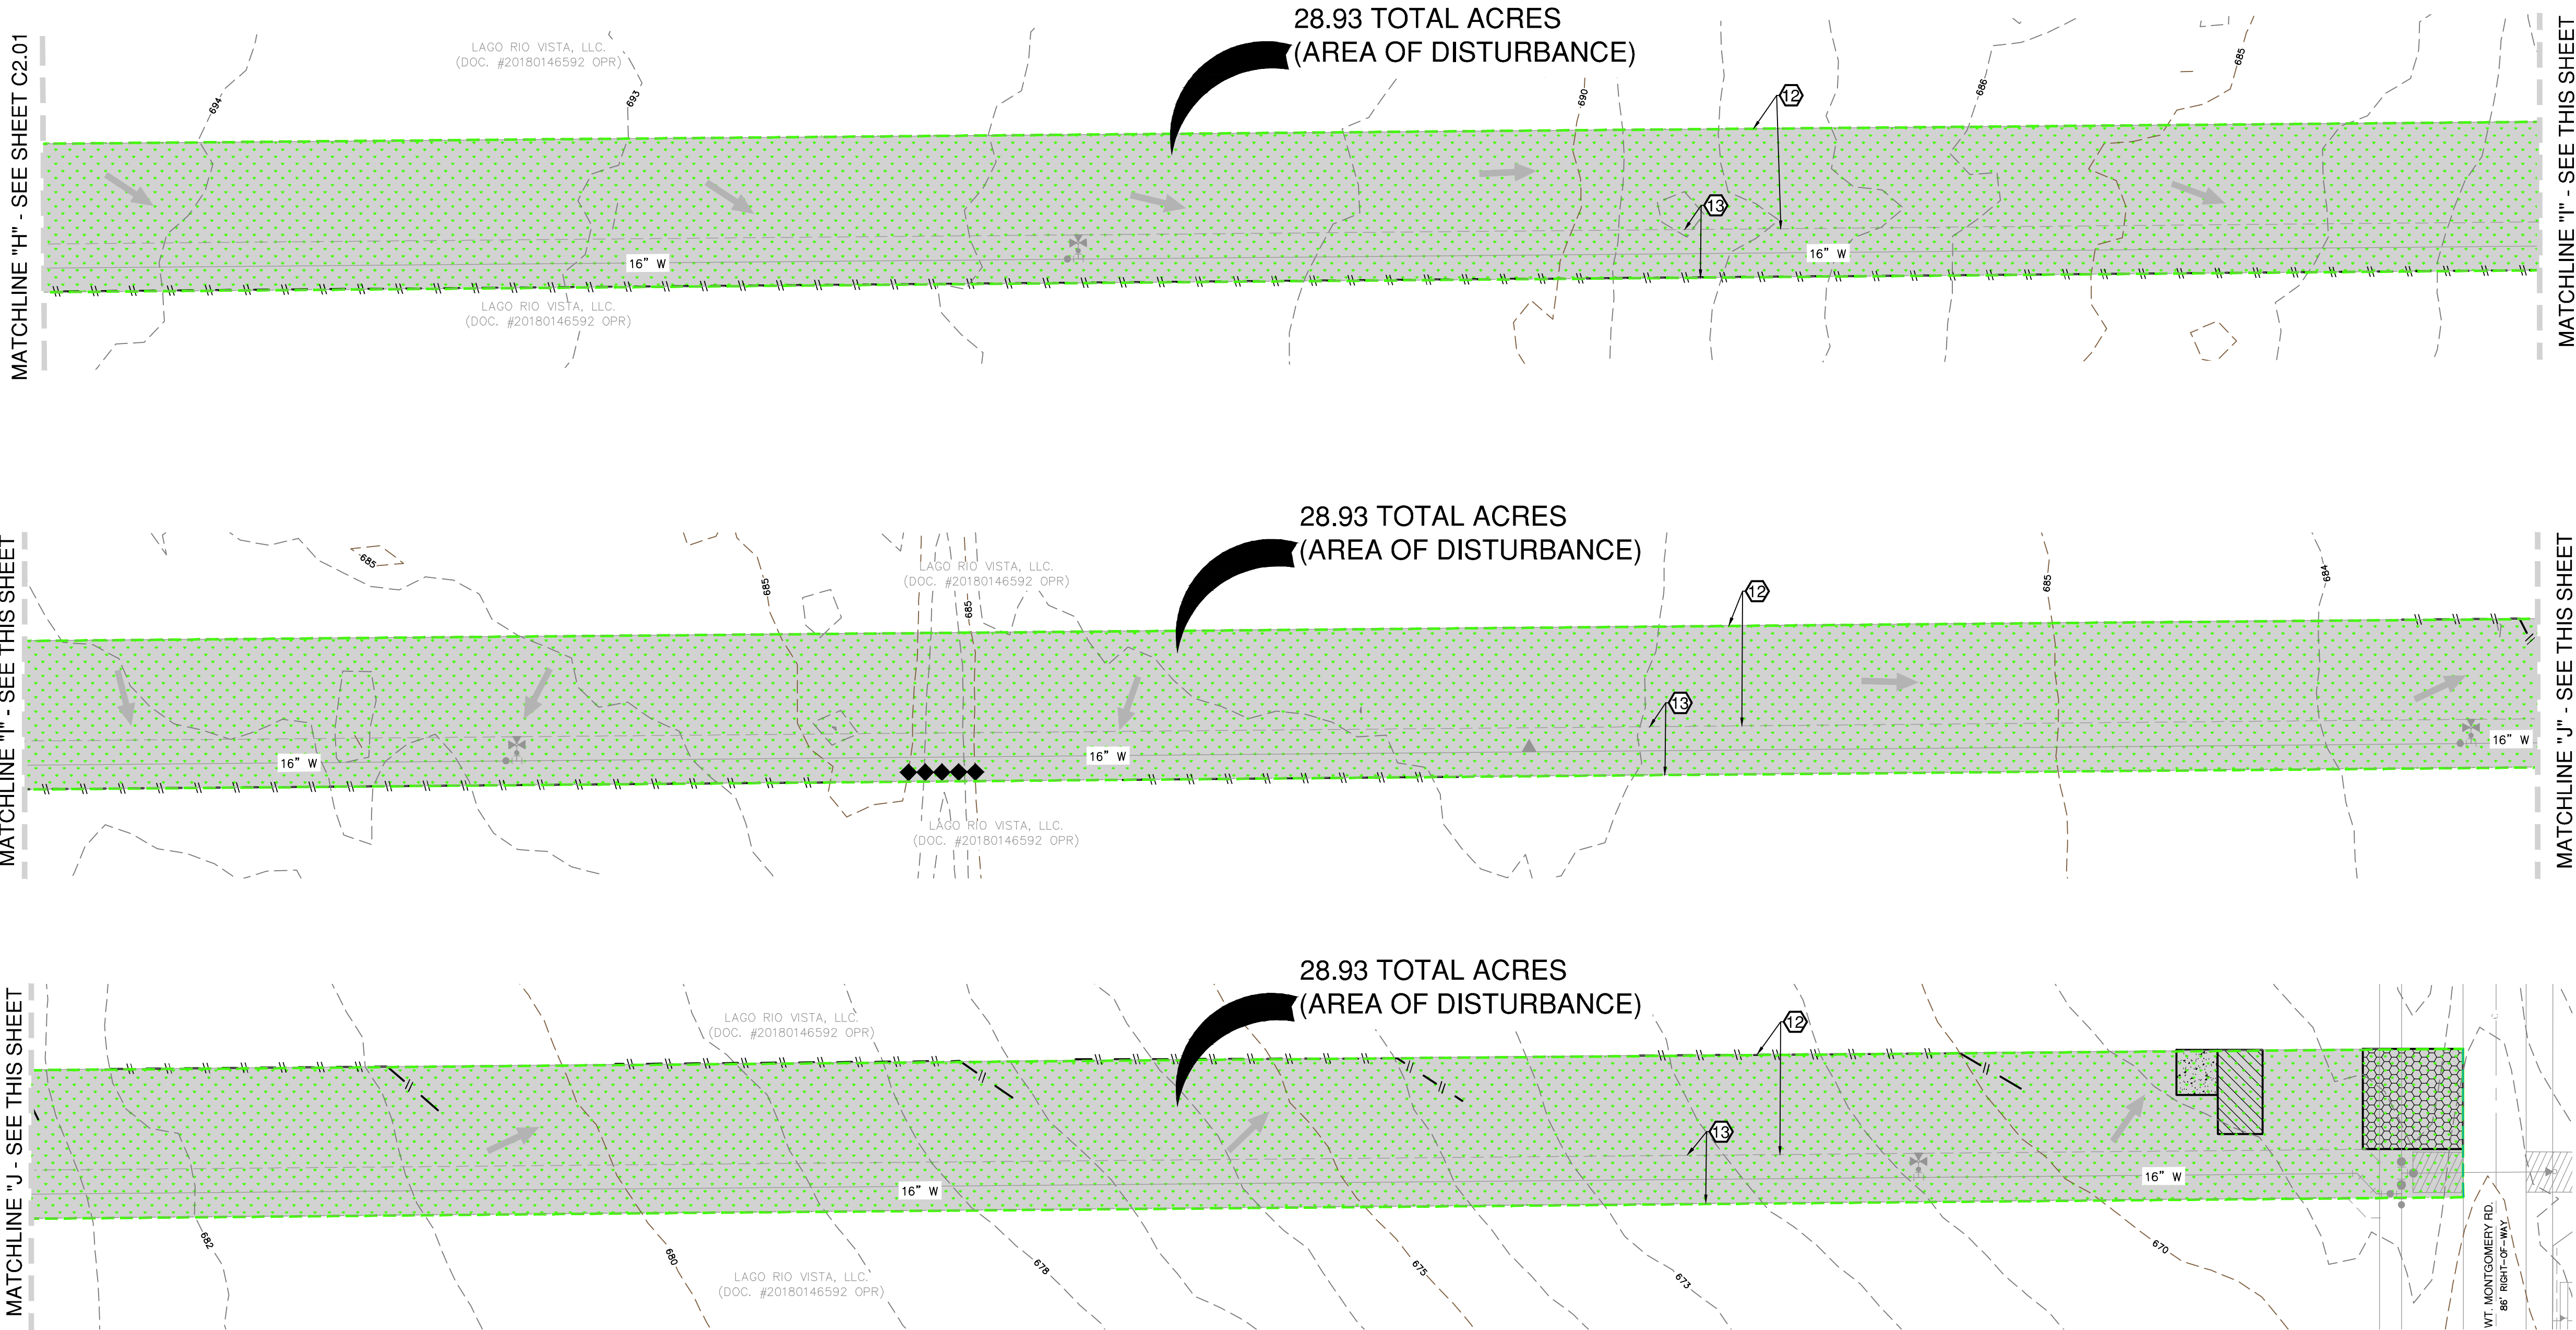 28.93 TOTAL ACRES
(AREA OF DISTURBANCE)
MATCHLINE "H" - SEE SHEET C2.01
LAGO RIO VISTA, LLC.
(DOC. #20180146592 OPR)
694
693
690
686
685
12
13
16" W
16" W
LAGO RIO VISTA, LLC.
(DOC. #20180146592 OPR)
MATCHLINE "I" - SEE THIS SHEET
28.93 TOTAL ACRES
(AREA OF DISTURBANCE)
MATCHLINE "I" - SEE THIS SHEET
685
685
LAGO RIO VISTA, LLC.
(DOC. #20180146592 OPR)
685
12
685
684
13
16" W
16" W
16" W
LAGO RIO VISTA, LLC.
(DOC. #20180146592 OPR)
MATCHLINE "J" - SEE THIS SHEET
28.93 TOTAL ACRES
(AREA OF DISTURBANCE)
MATCHLINE "J - SEE THIS SHEET
LAGO RIO VISTA, LLC.
(DOC. #20180146592 OPR)
12
13
16" W
16" W
682
680
678
675
673
670
LAGO RIO VISTA, LLC.
(DOC. #20180146592 OPR)
WT. MONTGOMERY RD.
86' RIGHT-OF-WAY